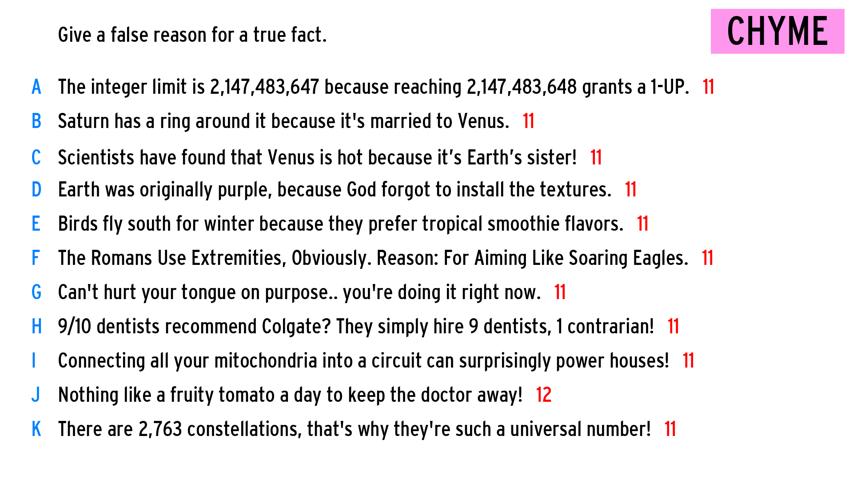 Give a false reason for a true fact.
CHYME
A The integer limit is 2,147,483,647 because reaching 2,147,483,648 grants a 1-UP. 11
B Saturn has a ring around it because it's married to Venus. 11
C Scientists have found that Venus is hot because it’s Earth’s sister! 11
D Earth was originally purple, because God forgot to install the textures. 11
E Birds fly south for winter because they prefer tropical smoothie flavors. 11
F The Romans Use Extremities, Obviously. Reason: For Aiming Like Soaring Eagles. 11
G Can't hurt your tongue on purpose.. you're doing it right now. 11
H 9/10 dentists recommend Colgate? They simply hire 9 dentists, 1 contrarian! 11
I Connecting all your mitochondria into a circuit can surprisingly power houses! 11
J Nothing like a fruity tomato a day to keep the doctor away! 12
K There are 2,763 constellations, that's why they're such a universal number! 11